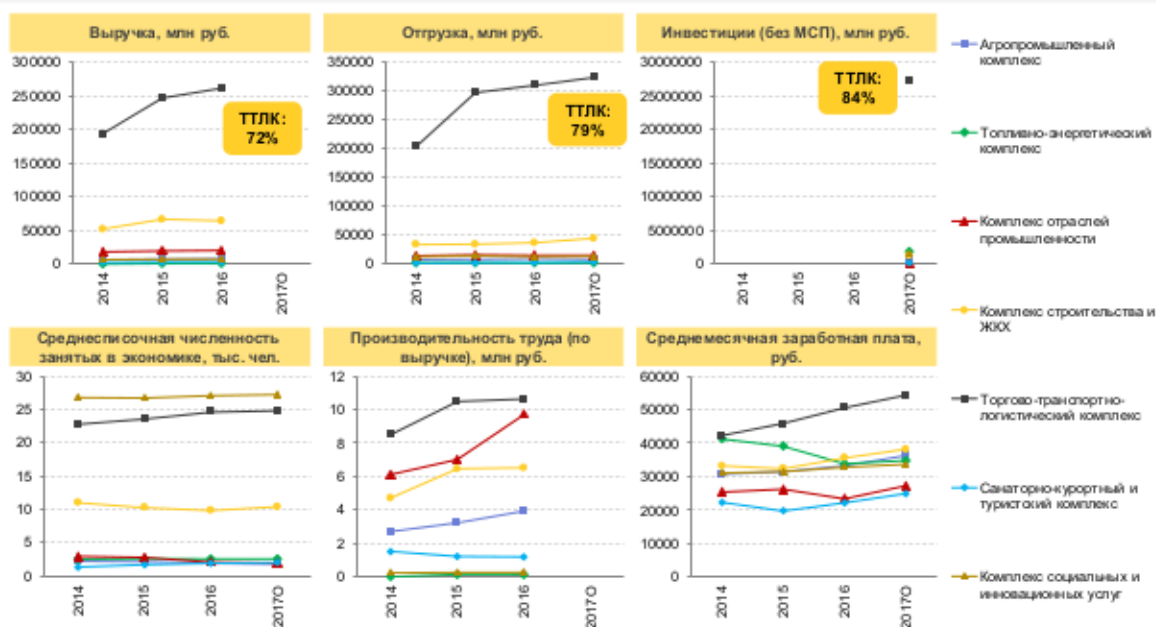 Выручка, млн руб.
300000
250000
200000
150000
100000
50000
0
2014
2015
2016
2017О
ТТЛК:
72%
Отгрузка, млн руб.
350000
300000
250000
200000
150000
100000
50000
0
2014
2015
2016
2017О
ТТЛК:
79%
Инвестиции (без МСП), млн руб.
30000000
25000000
20000000
15000000
10000000
5000000
0
2014
2015
2016
2017О
ТТЛК:
84%
Среднесписочная численность
занятых в экономике, тыс. чел.
30
25
20
15
10
5
0
2014
2015
2016
2017О
Производительность труда (по
выручке), млн руб.
12
10
8
6
4
2
0
2014
2015
2016
2017О
Среднемесячная заработная плата,
руб.
60000
50000
40000
30000
20000
10000
0
2014
2015
2016
2017О
Агропромышленный
комплекс
Топливно-энергетический
комплекс
Комплекс отраслей
промышленности
Комплекс строительства и
ЖКХ
Торгово-транспортно-
логистический комплекс
Санаторно-курортный и
туристский комплекс
Комплекс социальных и
инновационных услуг